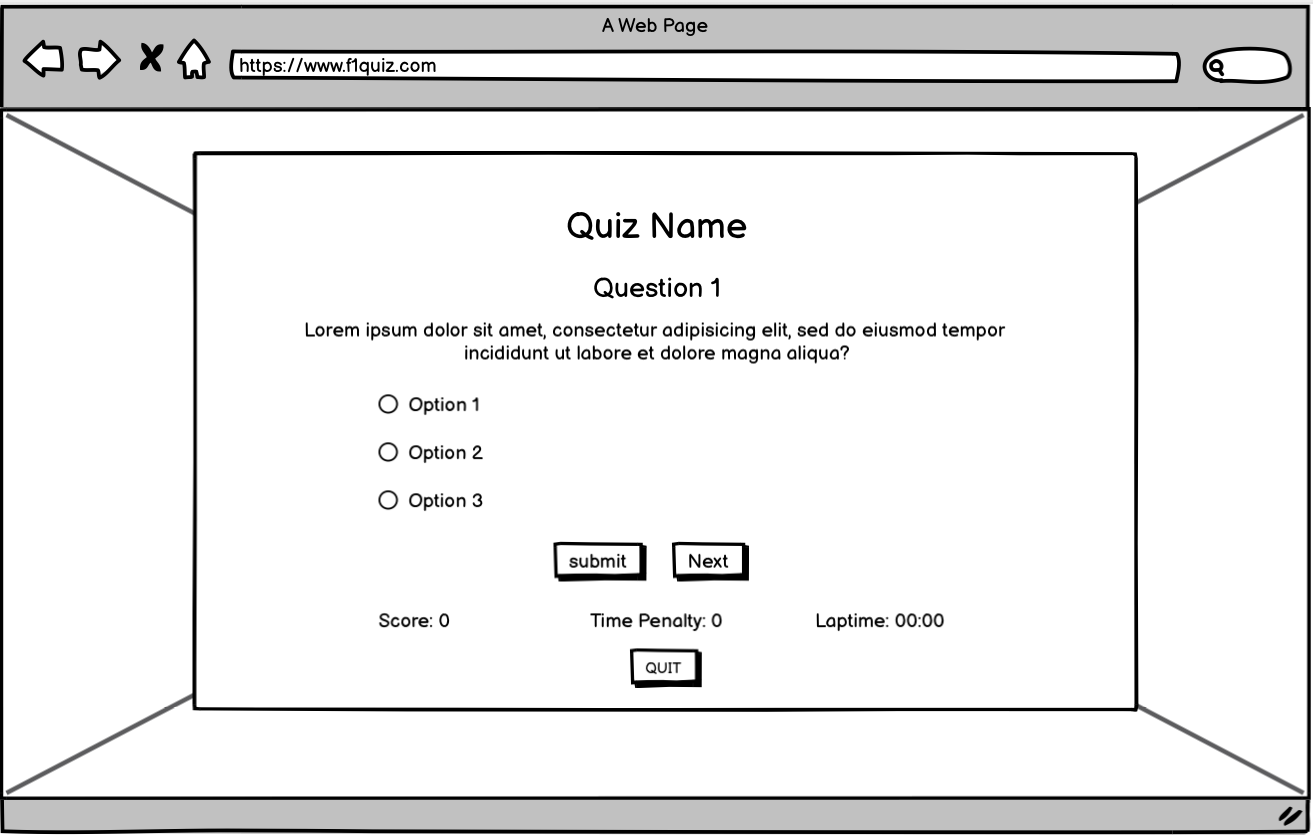 A Web Page
https://www.f1quiz.com
Quiz Name
Question 1
Lorem ipsum dolor sit amet, consectetur adipisicing elit, sed do eiusmod tempor
incididunt ut labore et dolore magna aliqua?
Option 1
Option 2
Option 3
submit Next
Score: 0 Time Penalty: 0 Laptime: 00:00
QUIT